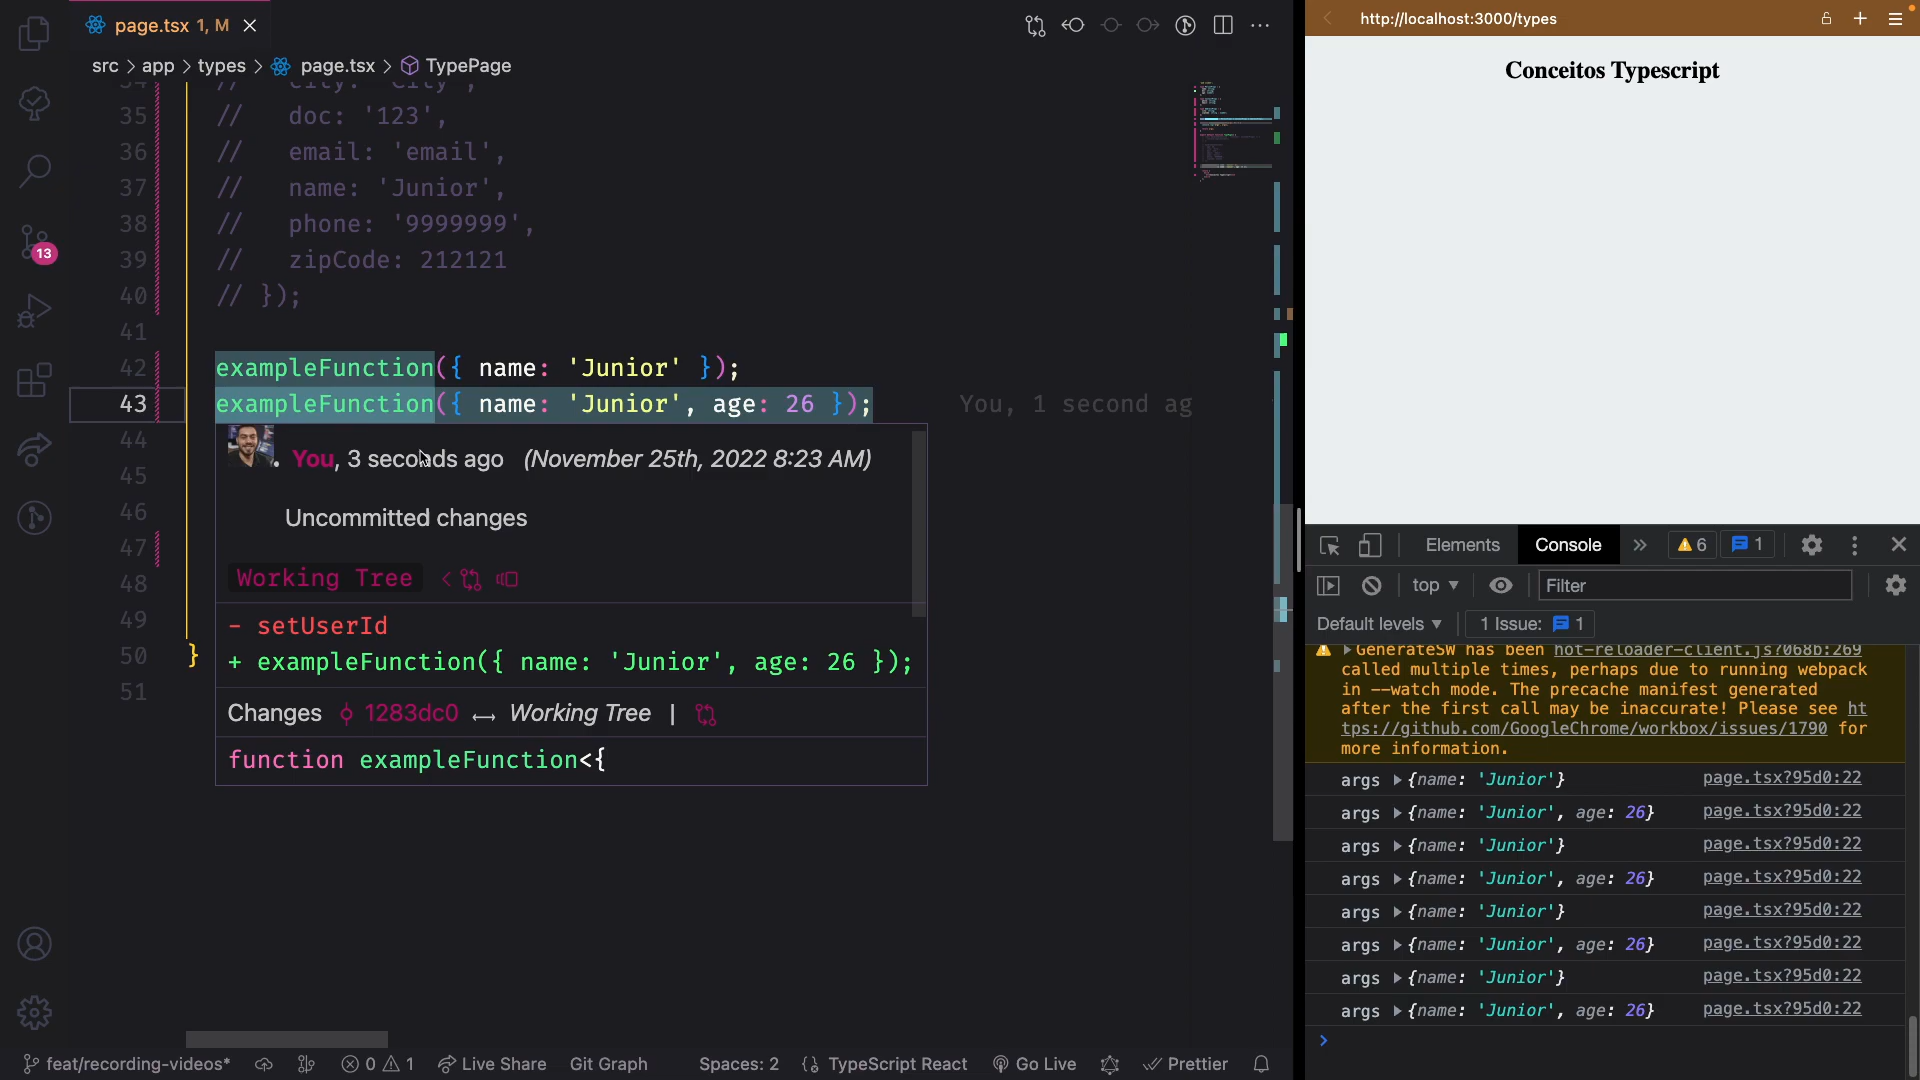 page.tsx 1, M
src > app > types > page.tsx > TypePage
34 // city: 'City',
35 // doc: '123',
36 // email: 'email',
37 // name: 'Junior',
38 // phone: '9999999',
39 // zipCode: 212121
40 // });
41
42 exampleFunction({ name: 'Junior' });
43 exampleFunction({ name: 'Junior', age: 26 }); You, 1 second ag
44
45
46
47
48
49
50 }
51
You, 3 seconds ago (November 25th, 2022 8:23 AM)
Uncommitted changes
Working Tree
- setUserId
+ exampleFunction({ name: 'Junior', age: 26 });
Changes 1283dc0 ⟷ Working Tree |
function exampleFunction<{
13
feat/recording-videos* 0 1 Live Share Git Graph Spaces: 2 {} TypeScript React Go Live Prettier
http://localhost:3000/types
Conceitos Typescript
Elements Console » 6 1
top Filter
Default levels 1 Issue: 1
GenerateSW has been hot-reloader-client.js?068b:269
called multiple times, perhaps due to running webpack
in --watch mode. The precache manifest generated
after the first call may be inaccurate! Please see ht
tps://github.com/GoogleChrome/workbox/issues/1790 for
more information.
args {name: 'Junior'} page.tsx?95d0:22
args {name: 'Junior', age: 26} page.tsx?95d0:22
args {name: 'Junior'} page.tsx?95d0:22
args {name: 'Junior', age: 26} page.tsx?95d0:22
args {name: 'Junior'} page.tsx?95d0:22
args {name: 'Junior', age: 26} page.tsx?95d0:22
args {name: 'Junior'} page.tsx?95d0:22
args {name: 'Junior', age: 26} page.tsx?95d0:22